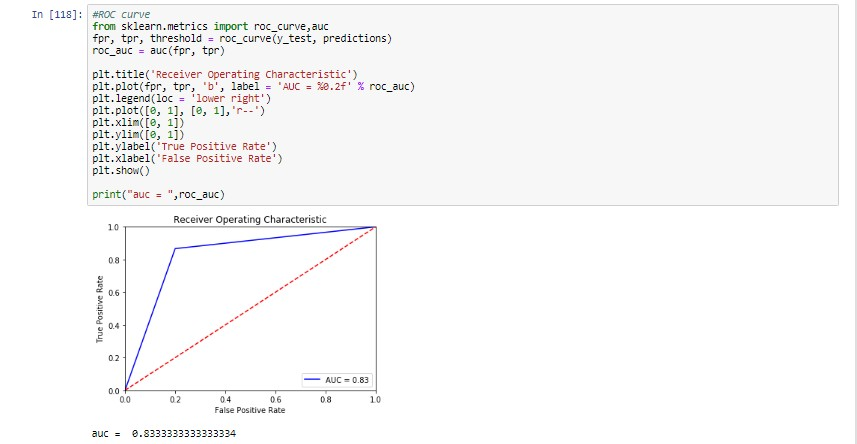 In [118]:
#ROC curve
from sklearn.metrics import roc_curve,auc
fpr, tpr, threshold = roc_curve(y_test, predictions)
roc_auc = auc(fpr, tpr)
plt.title('Receiver Operating Characteristic')
plt.plot(fpr, tpr, 'b', label = 'AUC = %0.2f' % roc_auc)
plt.legend(loc = 'lower right')
plt.plot([0, 1], [0, 1],'r--')
plt.xlim([0, 1])
plt.ylim([0, 1])
plt.ylabel('True Positive Rate')
plt.xlabel('False Positive Rate')
plt.show()
print("auc = ",roc_auc)
Receiver Operating Characteristic
1.0
0.8
0.6
0.4
0.2
0.0
True Positive Rate
AUC = 0.83
0.0 0.2 0.4 0.6 0.8 1.0
False Positive Rate
auc =  0.8333333333333334